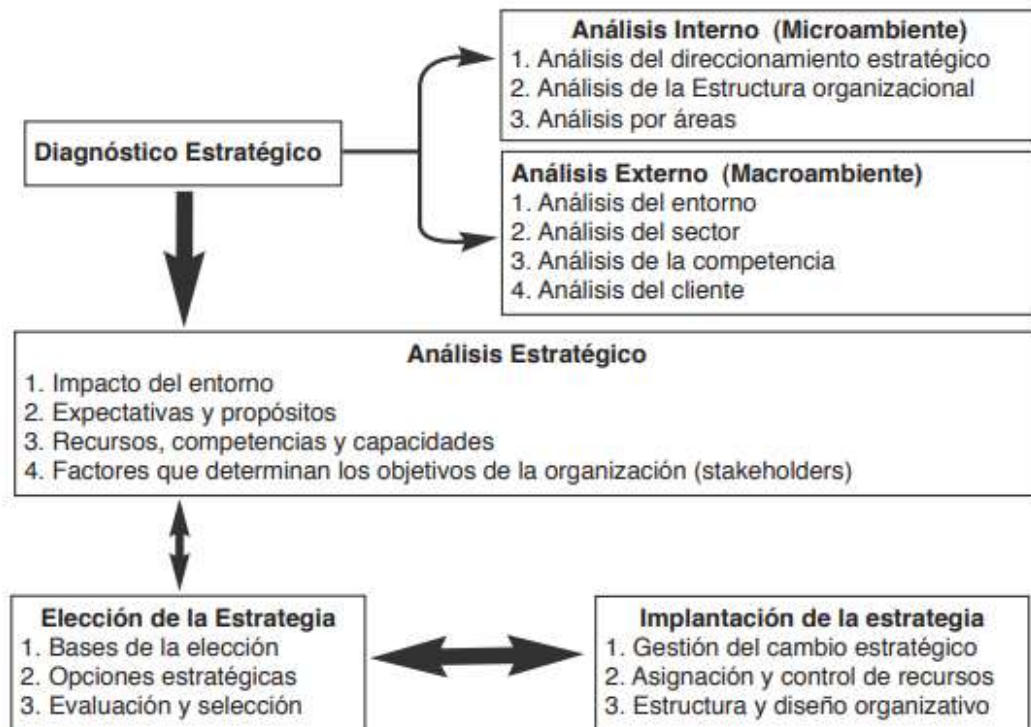 Análisis Interno (Microambiente)
1. Análisis del direccionamiento estratégico
2. Análisis de la Estructura organizacional
3. Análisis por áreas
Diagnóstico Estratégico
Análisis Externo (Macroambiente)
1. Análisis del entorno
2. Análisis del sector
3. Análisis de la competencia
4. Análisis del cliente
Análisis Estratégico
1. Impacto del entorno
2. Expectativas y propósitos
3. Recursos, competencias y capacidades
4. Factores que determinan los objetivos de la organización (stakeholders)
Elección de la Estrategia
1. Bases de la elección
2. Opciones estratégicas
3. Evaluación y selección
Implantación de la estrategia
1. Gestión del cambio estratégico
2. Asignación y control de recursos
3. Estructura y diseño organizativo